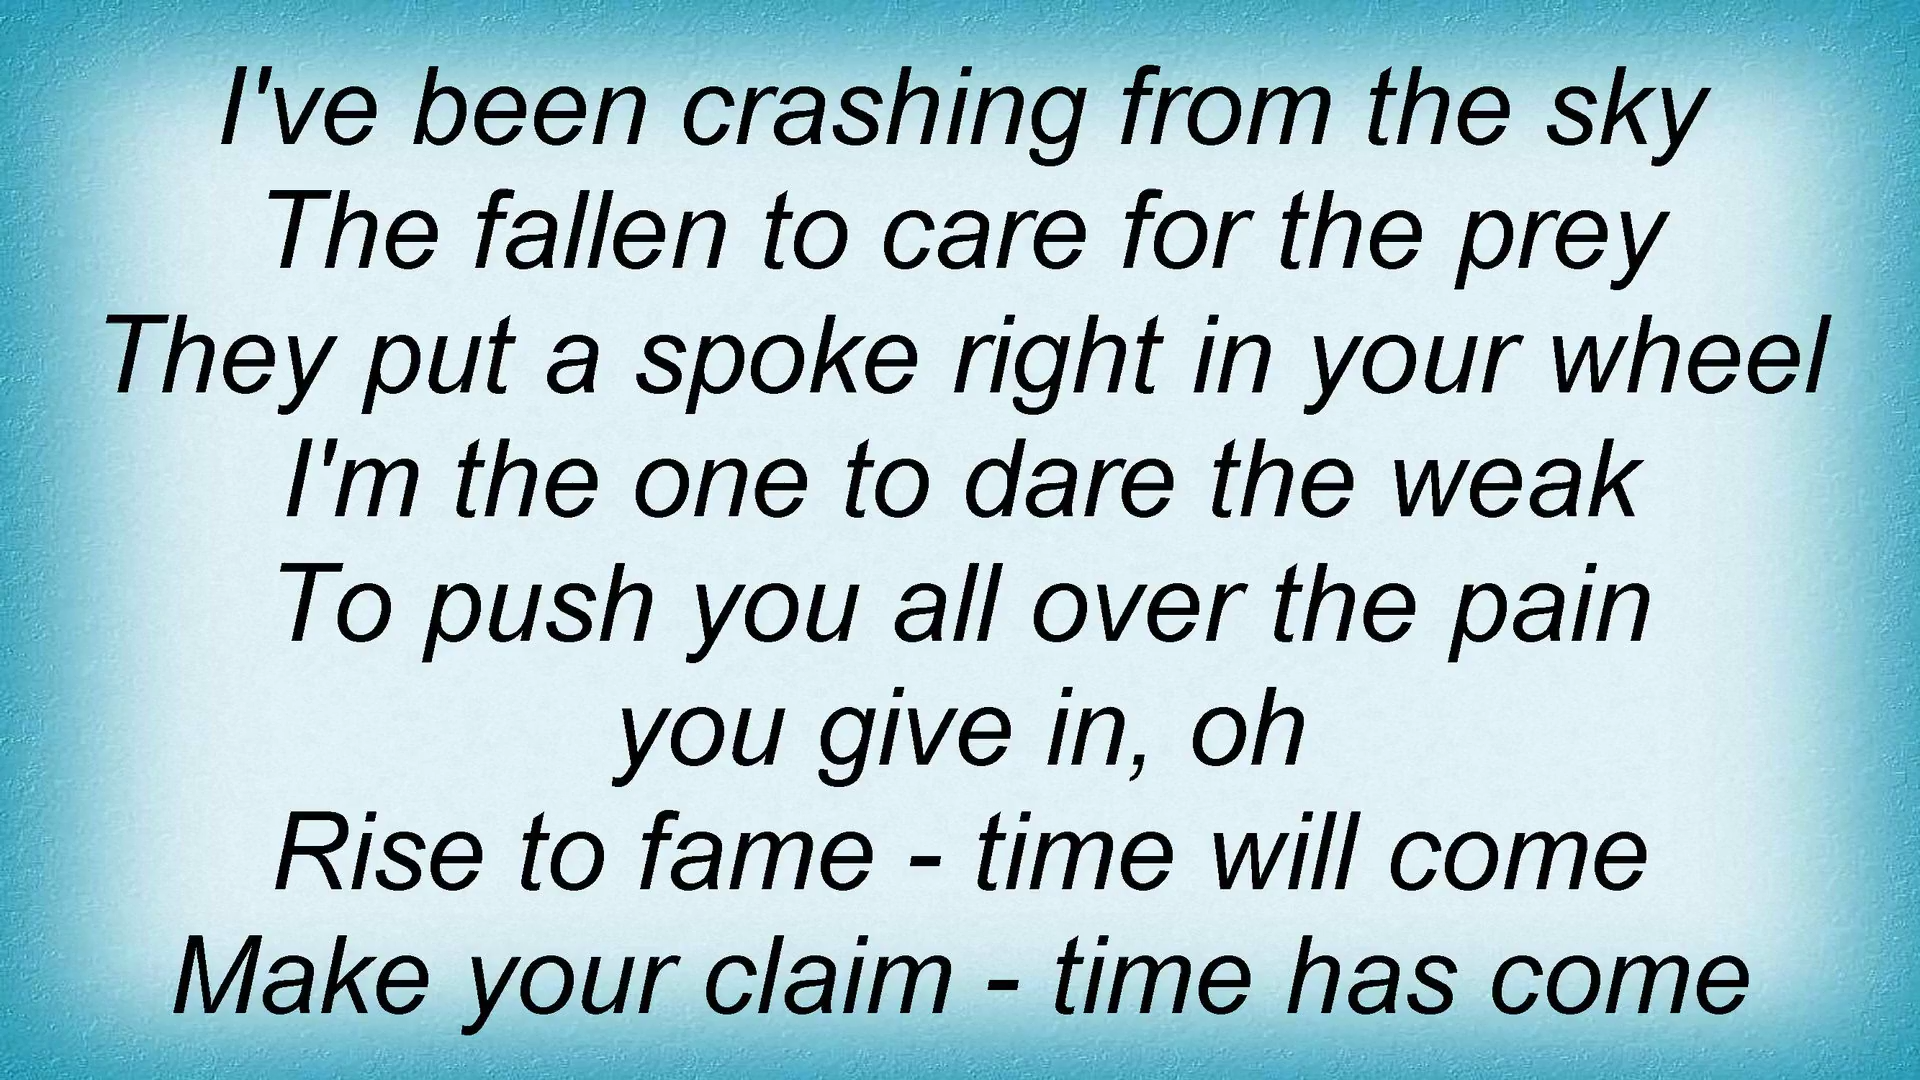 I've been crashing from the sky
The fallen to care for the prey
They put a spoke right in your wheel
I'm the one to dare the weak
To push you all over the pain
you give in, oh
Rise to fame - time will come
Make your claim - time has come